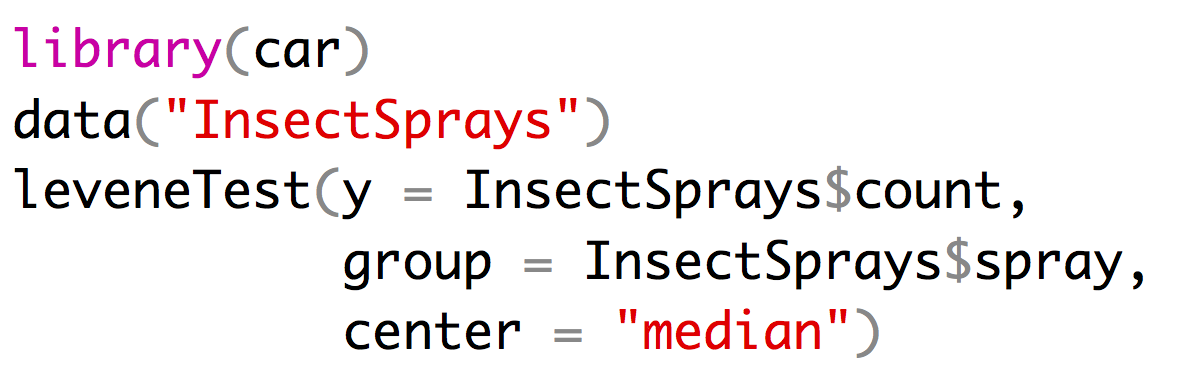 library(car)
data("InsectSprays")
leveneTest(y = InsectSprays$count,
           group = InsectSprays$spray,
           center = "median")